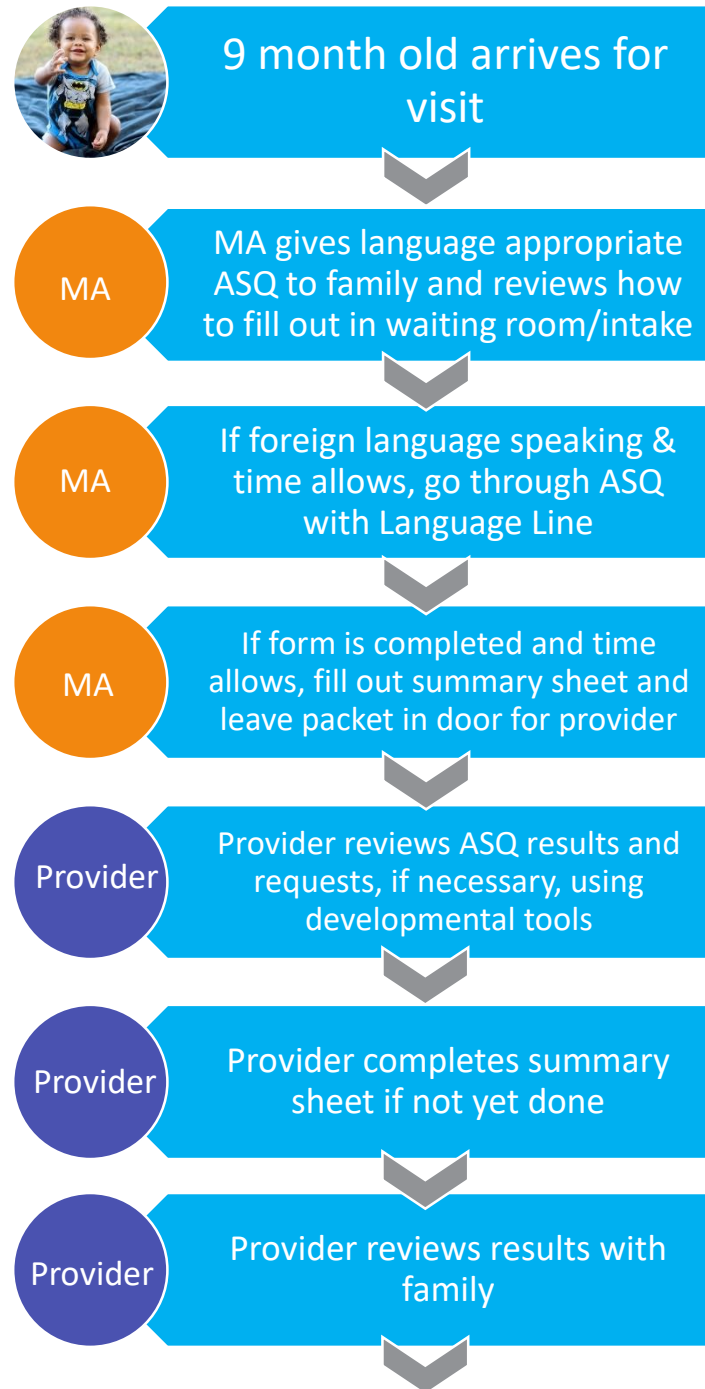 9 month old arrives for
visit
MA
MA gives language appropriate
ASQ to family and reviews how
to fill out in waiting room/intake
MA
If foreign language speaking &
time allows, go through ASQ
with Language Line
MA
If form is completed and time
allows, fill out summary sheet and
leave packet in door for provider
Provider
Provider reviews ASQ results and
requests, if necessary, using
developmental tools
Provider
Provider completes summary
sheet if not yet done
Provider
Provider reviews results with
family